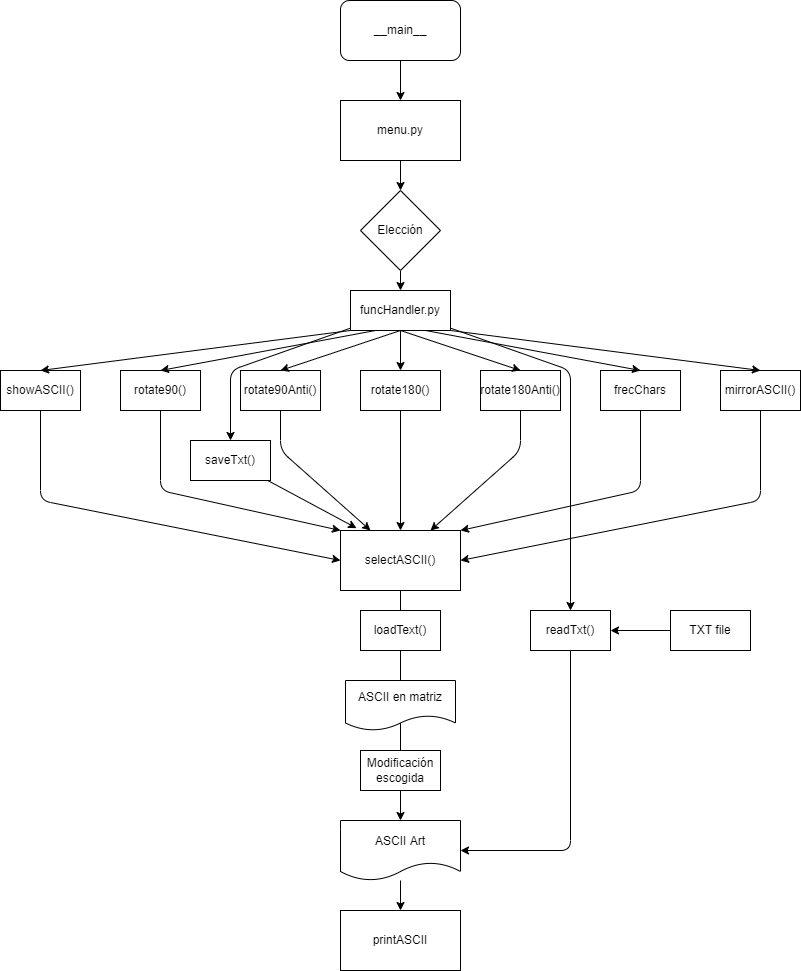 __main__
menu.py
Elección
funcHandler.py
showASCII()
rotate90()
rotate90Anti()
rotate180()
rotate180Anti()
frecChars
mirrorASCII()
saveTxt()
selectASCII()
loadText()
readTxt()
TXT file
ASCII en matriz
Modificación
escogida
ASCII Art
printASCII